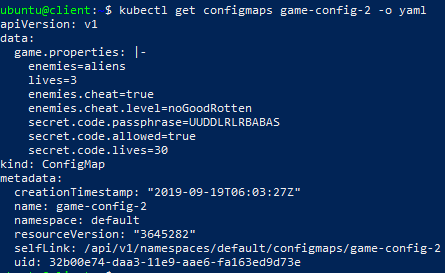 ubuntu@client: $ kubectl get configmaps game-config-2 -o yaml
apiVersion: v1
data:
  game.properties: |-
    enemies=aliens
    lives=3
    enemies.cheat=true
    enemies.cheat.level=noGoodRotten
    secret.code.passphrase=UUDDLRLRBABAS
    secret.code.allowed=true
    secret.code.lives=30
kind: ConfigMap
metadata:
  creationTimestamp: "2019-09-19T06:03:27Z"
  name: game-config-2
  namespace: default
  resourceVersion: "3645282"
  selfLink: /api/v1/namespaces/default/configmaps/game-config-2
  uid: 32b00e74-daa3-11e9-aae6-fa163ed9d73e